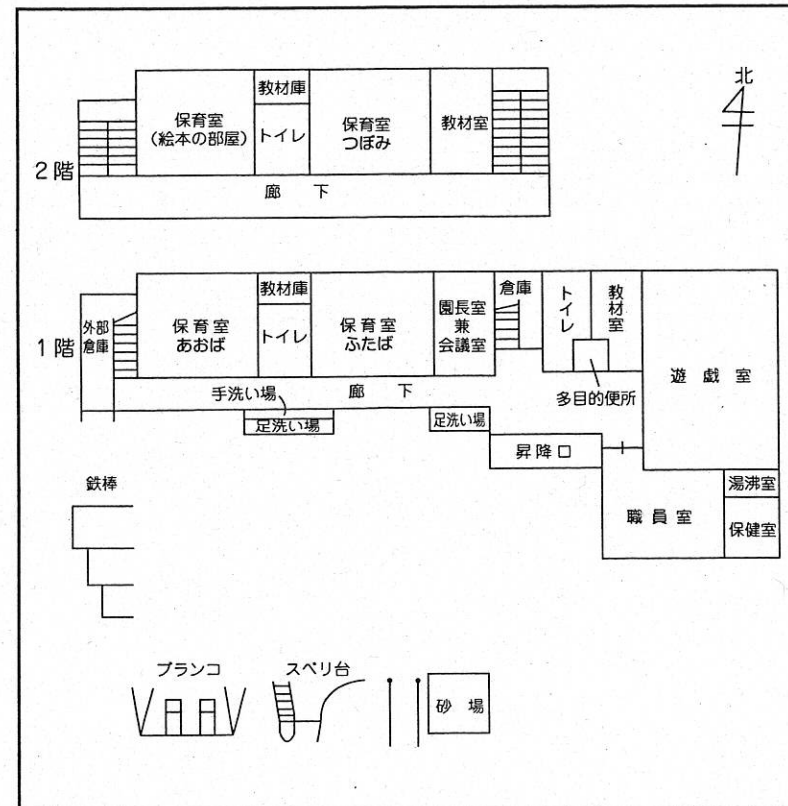 北
2階
保育室
(絵本の部屋)
教材庫
トイレ
保育室
つぼみ
教材室
廊下
1階
外部
倉庫
保育室
あおば
教材庫
トイレ
保育室
ふたば
園長室
兼
会議室
倉庫
トイレ
教材室
遊戯室
手洗い場
廊下
多目的便所
足洗い場
足洗い場
昇降口
湯沸室
職員室
保健室
鉄棒
ブランコ
スベリ台
砂場